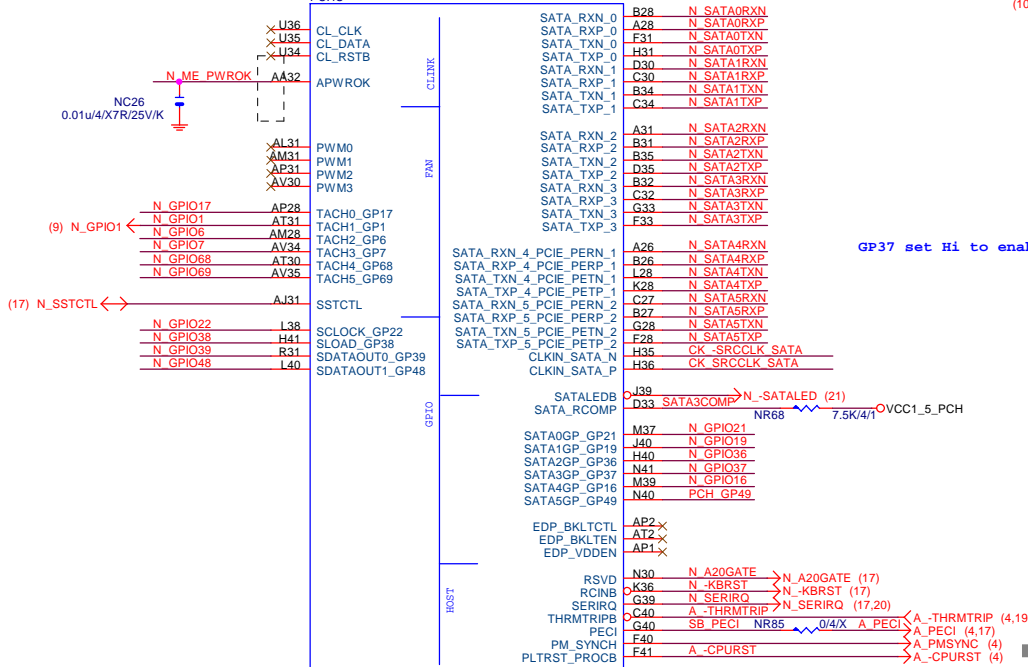 (10
U36 CL_CLK
U35 CL_DATA
U34 CL_RSTB
N_ME_PWROK AA32 APWROK
NC26
0.01u/4/X7R/25V/K
CLINK
AL31 PWM0
AM31 PWM1
AP31 PWM2
AV30 PWM3
FAN
N_GPIO17 AP28 TACH0_GP17
(9) N_GPIO1 N_GPIO1 AT31 TACH1_GP1
N_GPIO6 AM28 TACH2_GP6
N_GPIO7 AV34 TACH3_GP7
N_GPIO68 AT30 TACH4_GP68
N_GPIO69 AV35 TACH5_GP69
(17) N_SSTCTL AJ31 SSTCTL
N_GPIO22 L38 SCLOCK_GP22
N_GPIO38 H41 SLOAD_GP38
N_GPIO39 R31 SDATAOUT0_GP39
N_GPIO48 L40 SDATAOUT1_GP48
GPIO
HOST
SATA_RXN_0 B28 N_SATA0RXN
SATA_RXP_0 A28 N_SATA0RXP
SATA_TXN_0 F31 N_SATA0TXN
SATA_TXP_0 H31 N_SATA0TXP
SATA_RXN_1 D30 N_SATA1RXN
SATA_RXP_1 C30 N_SATA1RXP
SATA_TXN_1 B34 N_SATA1TXN
SATA_TXP_1 C34 N_SATA1TXP
SATA_RXN_2 A31 N_SATA2RXN
SATA_RXP_2 B31 N_SATA2RXP
SATA_TXN_2 B35 N_SATA2TXN
SATA_TXP_2 D35 N_SATA2TXP
SATA_RXN_3 B32 N_SATA3RXN
SATA_RXP_3 C32 N_SATA3RXP
SATA_TXN_3 G33 N_SATA3TXN
SATA_TXP_3 F33 N_SATA3TXP
SATA_RXN_4_PCIE_PERN_1 A26 N_SATA4RXN
SATA_RXP_4_PCIE_PERP_1 B26 N_SATA4RXP
SATA_TXN_4_PCIE_PETN_1 L28 N_SATA4TXN
SATA_TXP_4_PCIE_PETP_1 K28 N_SATA4TXP
SATA_RXN_5_PCIE_PERN_2 C27 N_SATA5RXN
SATA_RXP_5_PCIE_PERP_2 B27 N_SATA5RXP
SATA_TXN_5_PCIE_PETN_2 G28 N_SATA5TXN
SATA_TXP_5_PCIE_PETP_2 F28 N_SATA5TXP
CLKIN_SATA_N H35 CK_-SRCCLK_SATA
CLKIN_SATA_P H36 CK_SRCCLK_SATA
GP37 set Hi to enal
SATALEDB J39 N_-SATALED (21)
SATA_RCOMP D33 SATA3COMP NR68 7.5K/4/1 VCC1_5_PCH
SATA0GP_GP21 M37 N_GPIO21
SATA1GP_GP19 J40 N_GPIO19
SATA2GP_GP36 H40 N_GPIO36
SATA3GP_GP37 N41 N_GPIO37
SATA4GP_GP16 M39 N_GPIO16
SATA5GP_GP49 N40 PCH_GP49
EDP_BKLTCTL AP2
EDP_BKLTEN AT2
EDP_VDDEN AP1
RSVD N30 N_A20GATE N_A20GATE (17)
RCINB K36 N_-KBRST N_-KBRST (17)
SERIRQ G39 N_SERIRQ N_SERIRQ (17,20)
THRMTRIPB C40 A_-THRMTRIP A_-THRMTRIP (4,19
PECI G40 SB_PECI NR85 0/4/X A_PECI A_PECI (4,17)
PM_SYNCH F40 A_PMSYNC (4)
PLTRST_PROCB F41 A_-CPURST A_-CPURST (4)